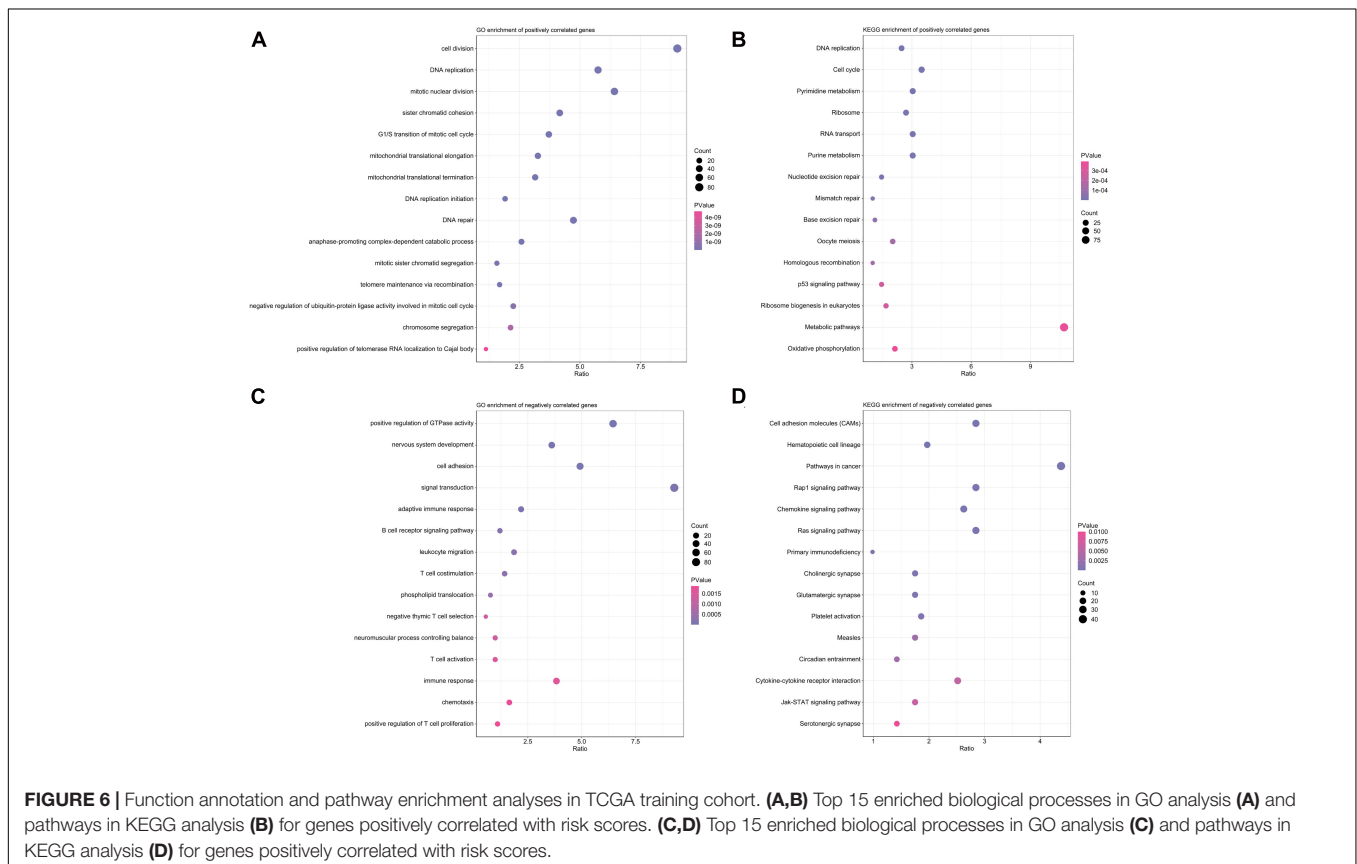 A
GO enrichment of positively correlated genes
cell division
DNA replication
mitotic nuclear division
sister chromatid cohesion
G1/S transition of mitotic cell cycle
mitochondrial translational elongation
mitochondrial translational termination
DNA replication initiation
DNA repair
anaphase-promoting complex-dependent catabolic process
mitotic sister chromatid segregation
telomere maintenance via recombination
negative regulation of ubiquitin-protein ligase activity involved in mitotic cell cycle
chromosome segregation
positive regulation of telomerase RNA localization to Cajal body
2.5 5.0 7.5
Ratio
Count
20
40
60
80
PValue
4e-09
3e-09
2e-09
1e-09
B
KEGG enrichment of positively correlated genes
DNA replication
Cell cycle
Pyrimidine metabolism
Ribosome
RNA transport
Purine metabolism
Nucleotide excision repair
Mismatch repair
Base excision repair
Oocyte meiosis
Homologous recombination
p53 signaling pathway
Ribosome biogenesis in eukaryotes
Metabolic pathways
Oxidative phosphorylation
3 6 9
Ratio
PValue
3e-04
2e-04
1e-04
Count
25
50
75
C
GO enrichment of negatively correlated genes
positive regulation of GTPase activity
nervous system development
cell adhesion
signal transduction
adaptive immune response
B cell receptor signaling pathway
leukocyte migration
T cell costimulation
phospholipid translocation
negative thymic T cell selection
neuromuscular process controlling balance
T cell activation
immune response
chemotaxis
positive regulation of T cell proliferation
2.5 5.0 7.5
Ratio
Count
20
40
60
80
PValue
0.0015
0.0010
0.0005
D
KEGG enrichment of negatively correlated genes
Cell adhesion molecules (CAMs)
Hematopoietic cell lineage
Pathways in cancer
Rap1 signaling pathway
Chemokine signaling pathway
Ras signaling pathway
Primary immunodeficiency
Cholinergic synapse
Glutamatergic synapse
Platelet activation
Measles
Circadian entrainment
Cytokine-cytokine receptor interaction
Jak-STAT signaling pathway
Serotonergic synapse
1 2 3 4
Ratio
PValue
0.0100
0.0075
0.0050
0.0025
Count
10
20
30
40
FIGURE 6 | Function annotation and pathway enrichment analyses in TCGA training cohort. (A,B) Top 15 enriched biological processes in GO analysis (A) and
pathways in KEGG analysis (B) for genes positively correlated with risk scores. (C,D) Top 15 enriched biological processes in GO analysis (C) and pathways in
KEGG analysis (D) for genes positively correlated with risk scores.